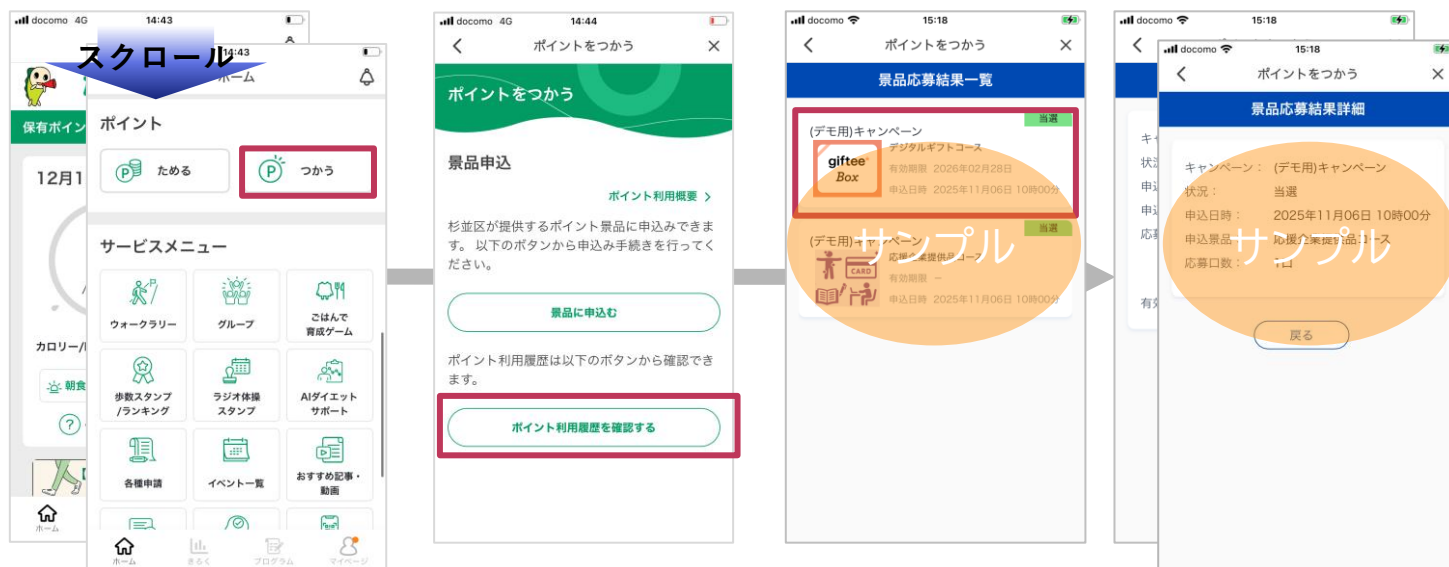 docomo 4G 14:43
スクロール
14:43
ホーム
保有ポイン
12月1
カロリー/
朝食
ホーム
ポイント
ためる
つかう
サービスメニュー
ウォークラリー
グループ
ごはんで
育成ゲーム
歩数スタンプ
/ランキング
ラジオ体操
スタンプ
AIダイエット
サポート
各種申請
イベント一覧
おすすめ記事・
動画
ホーム
きろく
プログラム
マイページ
docomo 4G 14:44
ポイントをつかう
ポイントをつかう
景品申込
ポイント利用概要
杉並区が提供するポイント景品に申込みできま
す。以下のボタンから申込み手続きを行ってく
ださい。
景品に申込む
ポイント利用履歴は以下のボタンから確認でき
ます。
ポイント利用履歴を確認する
docomo 15:18
ポイントをつかう
景品応募結果一覧
当選
(デモ用)キャンペーン
giftee
Box
デジタルギフトコース
有効期限 2026年02月28日
申込日時 2025年11月06日 10時00分
当選
(デモ用)キャンペーン
CARD
応援企業提供品コース
有効期限 －
申込日時 2025年11月06日 10時00分
サンプル
docomo 15:18
docomo 15:18
ポイントをつかう
景品応募結果詳細
キャンペーン： (デモ用)キャンペーン
状況： 当選
申込日時： 2025年11月06日 10時00分
申込景品 応援企業提供品コース
応募口数： 1口
サンプル
戻る